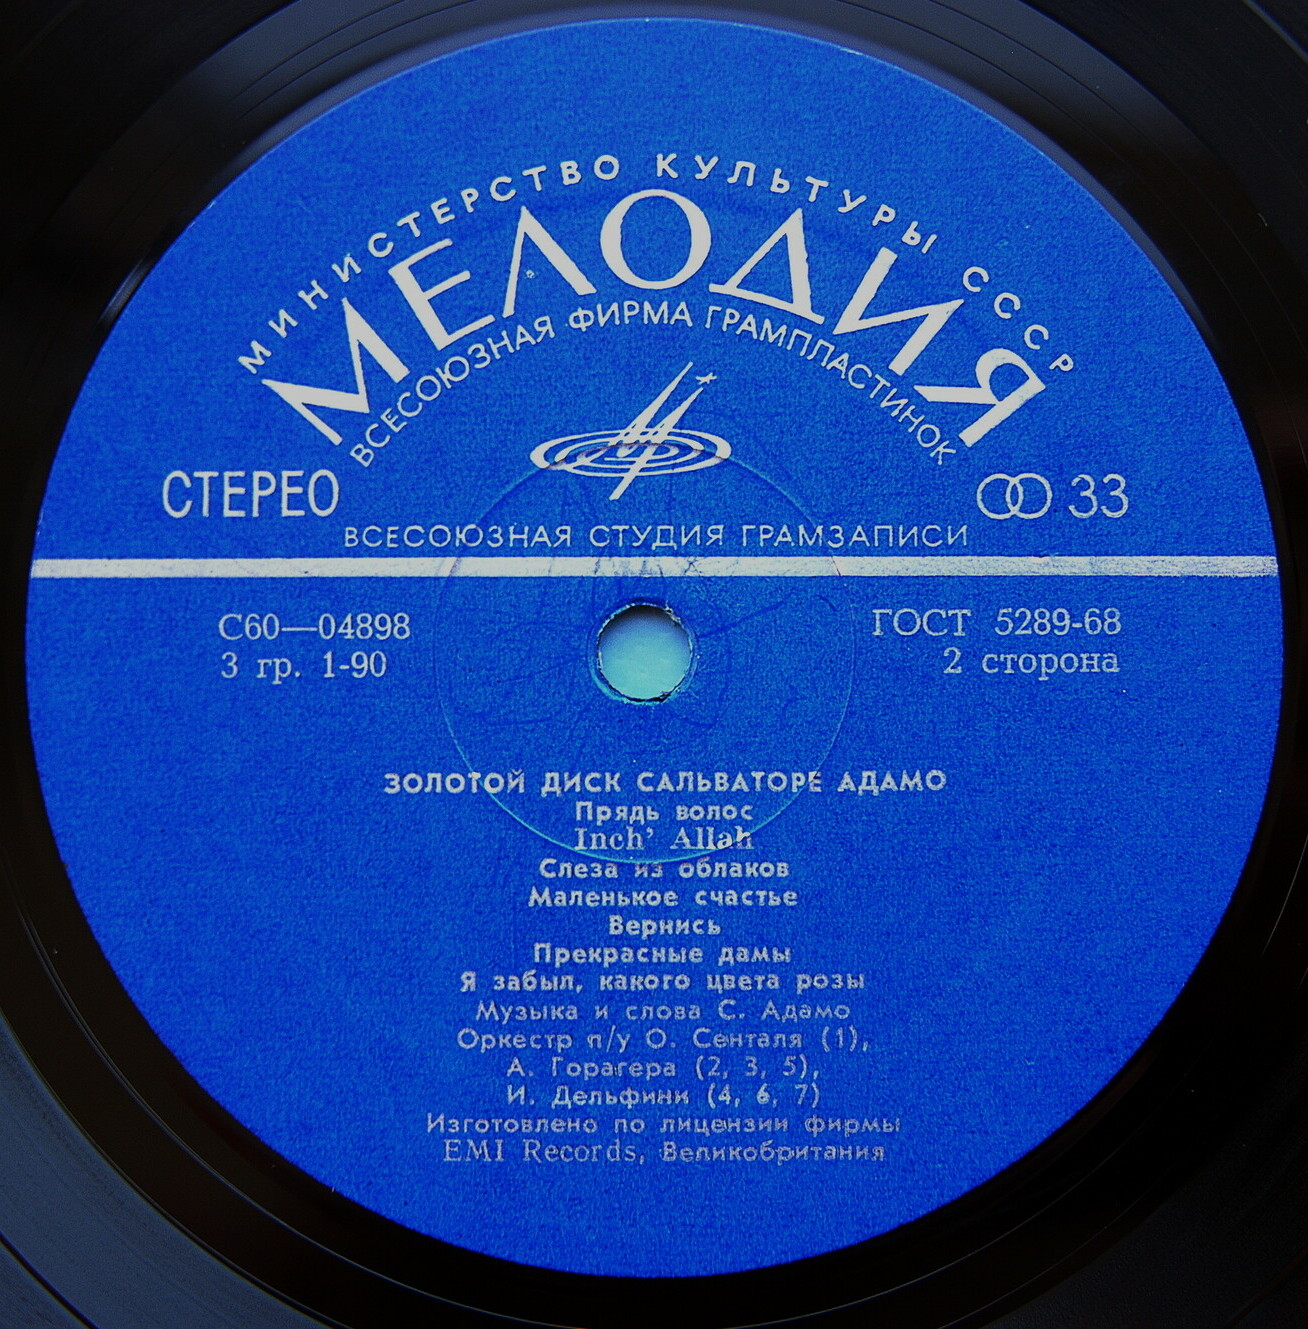 МИНИСТЕРСТВО КУЛЬТУРЫ СССР
МЕЛОДИЯ
ВСЕСОЮЗНАЯ ФИРМА ГРАМПЛАСТИНОК
СТЕРЕО
33
ВСЕСОЮЗНАЯ СТУДИЯ ГРАМЗАПИСИ
С60—04898
ГОСТ 5289-68
3 гр. 1-90
2 сторона
ЗОЛОТОЙ ДИСК САЛЬВАТОРЕ АДАМО
Прядь волос
Inch' Allah
Слеза из облаков
Маленькое счастье
Вернись
Прекрасные дамы
Я забыл, какого цвета розы
Музыка и слова С. Адамо
Оркестр п/у О. Сенталя (1),
А. Горагера (2, 3, 5),
И. Дельфини (4, 6, 7)
Изготовлено по лицензии фирмы
EMI Records, Великобритания